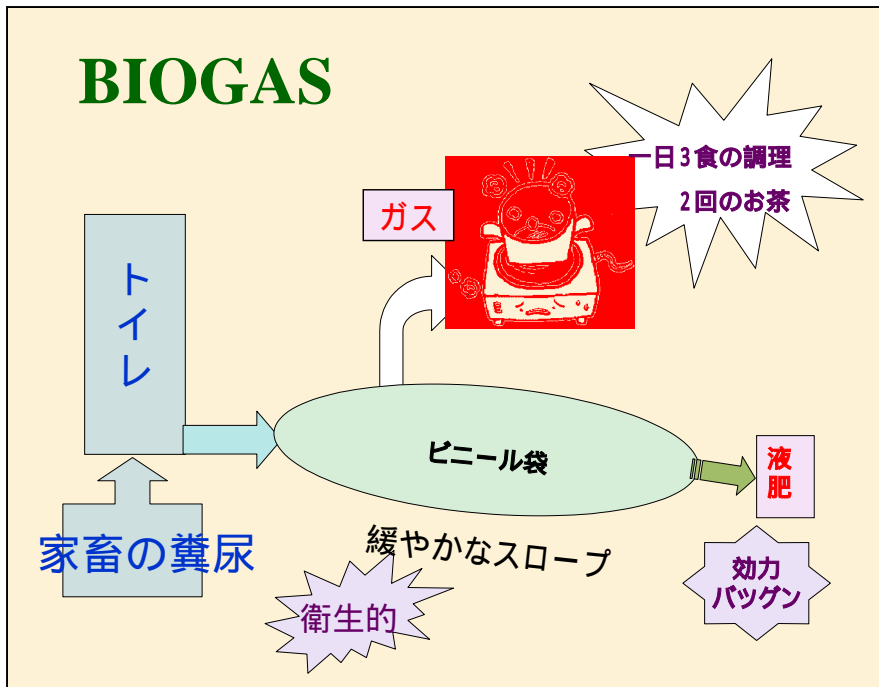 BIOGAS
一日3食の調理
2回のお茶
ガス
トイレ
ビニール袋
液肥
家畜の糞尿
緩やかなスロープ
衛生的
効力
バツグン